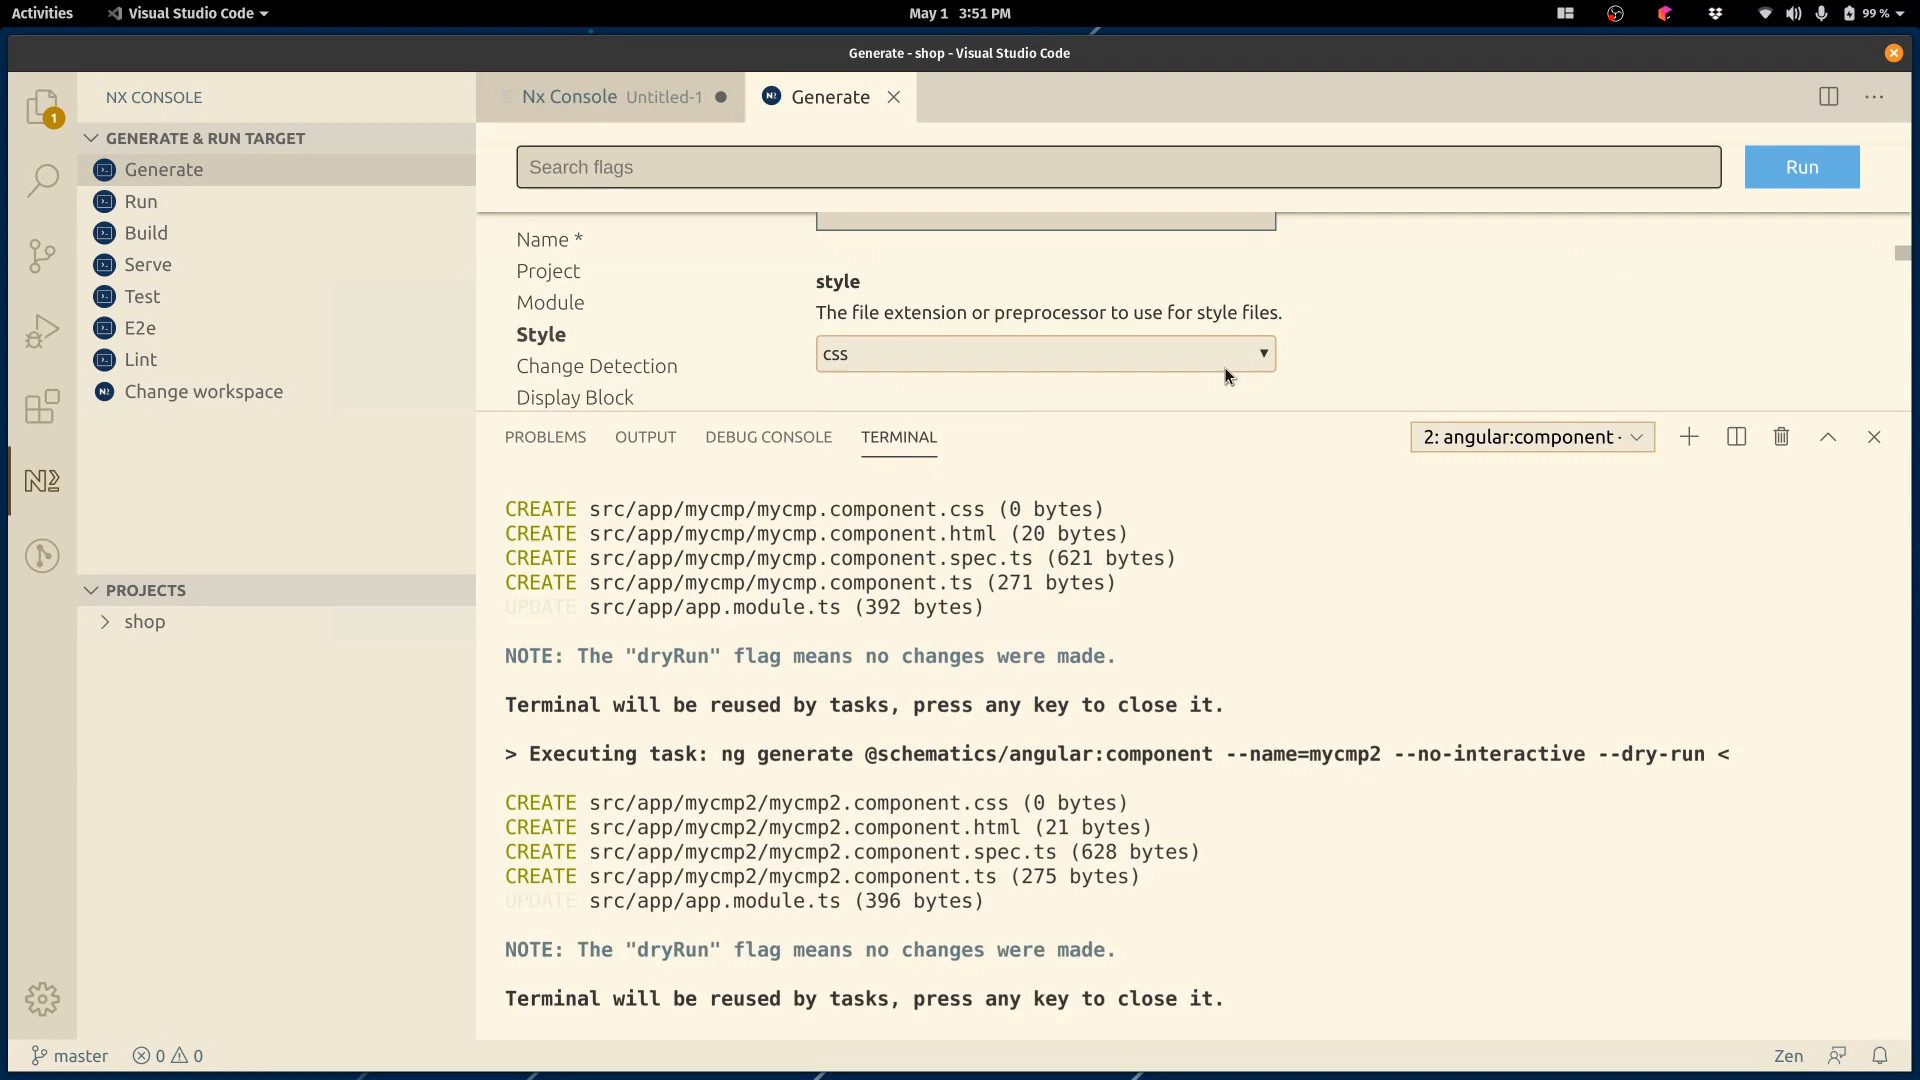 Activities
Visual Studio Code
May 1 3:51 PM
99 %
Generate - shop - Visual Studio Code
1
NX CONSOLE
Nx Console Untitled-1
Generate
GENERATE & RUN TARGET
Generate
Run
Build
Serve
Test
E2e
Lint
Change workspace
PROJECTS
shop
Search flags
Run
Name *
Project
Module
Style
Change Detection
Display Block
style
The file extension or preprocessor to use for style files.
css
PROBLEMS OUTPUT DEBUG CONSOLE TERMINAL
2: angular:component ·
CREATE src/app/mycmp/mycmp.component.css (0 bytes)
CREATE src/app/mycmp/mycmp.component.html (20 bytes)
CREATE src/app/mycmp/mycmp.component.spec.ts (621 bytes)
CREATE src/app/mycmp/mycmp.component.ts (271 bytes)
UPDATE src/app/app.module.ts (392 bytes)
NOTE: The "dryRun" flag means no changes were made.
Terminal will be reused by tasks, press any key to close it.
> Executing task: ng generate @schematics/angular:component --name=mycmp2 --no-interactive --dry-run <
CREATE src/app/mycmp2/mycmp2.component.css (0 bytes)
CREATE src/app/mycmp2/mycmp2.component.html (21 bytes)
CREATE src/app/mycmp2/mycmp2.component.spec.ts (628 bytes)
CREATE src/app/mycmp2/mycmp2.component.ts (275 bytes)
UPDATE src/app/app.module.ts (396 bytes)
NOTE: The "dryRun" flag means no changes were made.
Terminal will be reused by tasks, press any key to close it.
master 0 0
Zen